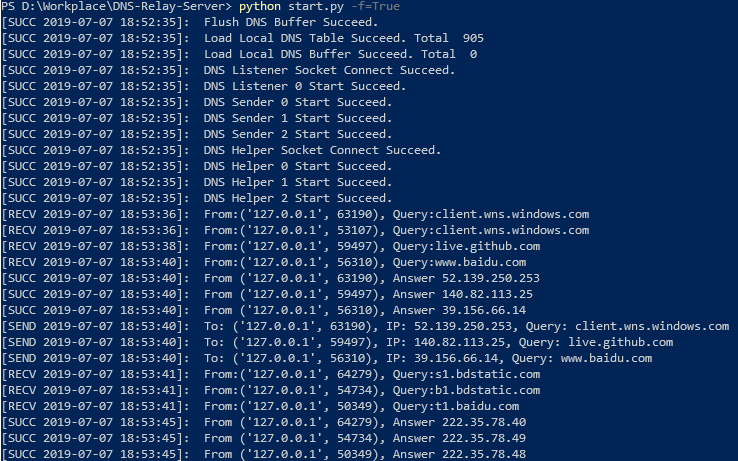 PS D:\Workplace\DNS-Relay-Server> python start.py -f=True
[SUCC 2019-07-07 18:52:35]:  Flush DNS Buffer Succeed.
[SUCC 2019-07-07 18:52:35]:  Load Local DNS Table Succeed. Total  905
[SUCC 2019-07-07 18:52:35]:  Load Local DNS Buffer Succeed. Total  0
[SUCC 2019-07-07 18:52:35]:  DNS Listener Socket Connect Succeed.
[SUCC 2019-07-07 18:52:35]:  DNS Listener 0 Start Succeed.
[SUCC 2019-07-07 18:52:35]:  DNS Sender 0 Start Succeed.
[SUCC 2019-07-07 18:52:35]:  DNS Sender 1 Start Succeed.
[SUCC 2019-07-07 18:52:35]:  DNS Sender 2 Start Succeed.
[SUCC 2019-07-07 18:52:35]:  DNS Helper Socket Connect Succeed.
[SUCC 2019-07-07 18:52:35]:  DNS Helper 0 Start Succeed.
[SUCC 2019-07-07 18:52:35]:  DNS Helper 1 Start Succeed.
[SUCC 2019-07-07 18:52:35]:  DNS Helper 2 Start Succeed.
[RECV 2019-07-07 18:53:36]:  From:('127.0.0.1', 63190), Query:client.wns.windows.com
[RECV 2019-07-07 18:53:36]:  From:('127.0.0.1', 53107), Query:client.wns.windows.com
[RECV 2019-07-07 18:53:38]:  From:('127.0.0.1', 59497), Query:live.github.com
[RECV 2019-07-07 18:53:40]:  From:('127.0.0.1', 56310), Query:www.baidu.com
[SUCC 2019-07-07 18:53:40]:  From ('127.0.0.1', 63190), Answer 52.139.250.253
[SUCC 2019-07-07 18:53:40]:  From ('127.0.0.1', 59497), Answer 140.82.113.25
[SUCC 2019-07-07 18:53:40]:  From ('127.0.0.1', 56310), Answer 39.156.66.14
[SEND 2019-07-07 18:53:40]:  To: ('127.0.0.1', 63190), IP: 52.139.250.253, Query: client.wns.windows.com
[SEND 2019-07-07 18:53:40]:  To: ('127.0.0.1', 59497), IP: 140.82.113.25, Query: live.github.com
[SEND 2019-07-07 18:53:40]:  To: ('127.0.0.1', 56310), IP: 39.156.66.14, Query: www.baidu.com
[RECV 2019-07-07 18:53:41]:  From:('127.0.0.1', 64279), Query:s1.bdstatic.com
[RECV 2019-07-07 18:53:41]:  From:('127.0.0.1', 54734), Query:b1.bdstatic.com
[RECV 2019-07-07 18:53:41]:  From:('127.0.0.1', 50349), Query:t1.baidu.com
[SUCC 2019-07-07 18:53:45]:  From ('127.0.0.1', 64279), Answer 222.35.78.40
[SUCC 2019-07-07 18:53:45]:  From ('127.0.0.1', 54734), Answer 222.35.78.49
[SUCC 2019-07-07 18:53:45]:  From ('127.0.0.1', 50349), Answer 222.35.78.48